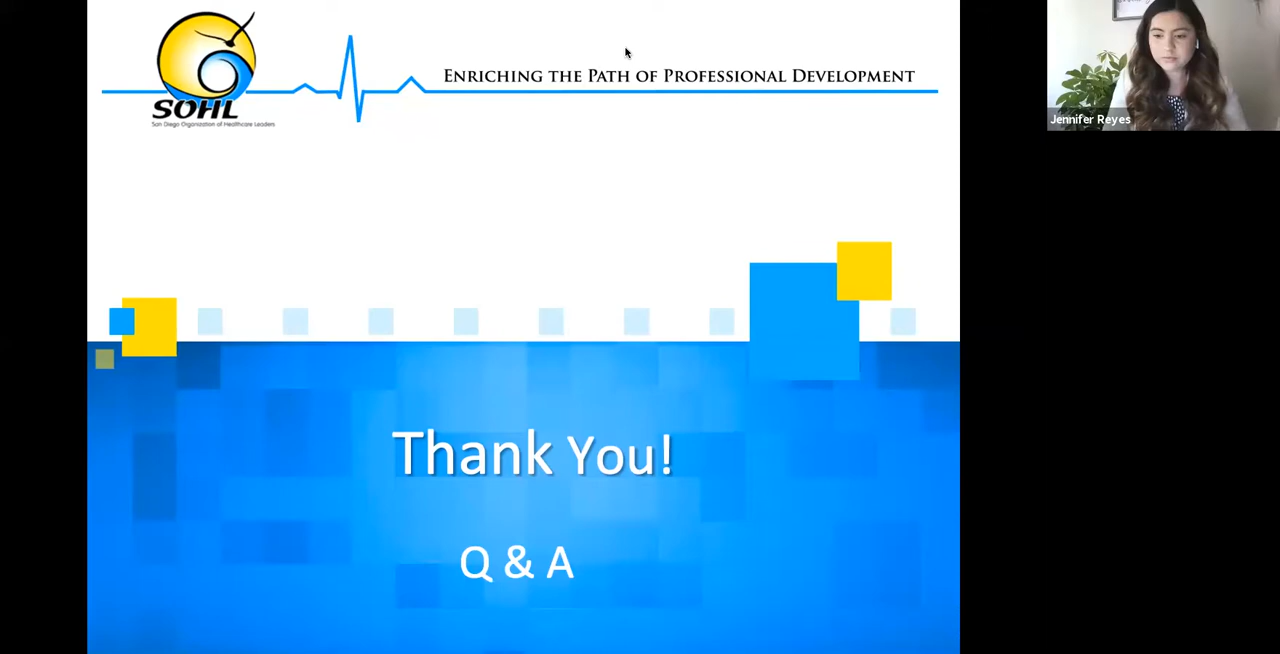 SOHL
San Diego Organization of Healthcare Leaders
Enriching the Path of Professional Development
Jennifer Reyes
Thank You!
Q & A